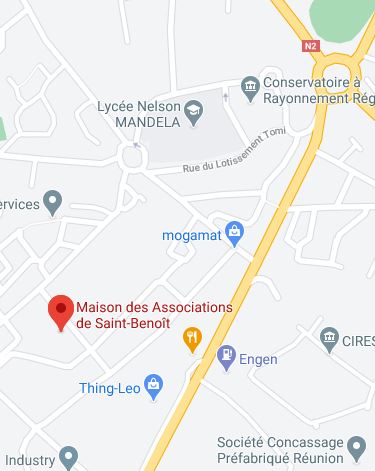 N2
Conservatoire à
Rayonnement Rég
Lycée Nelson
MANDELA
Rue du Lotissement Tomi
ervices
mogamat
Maison des Associations
de Saint-Benoît
CIRES
Engen
Thing-Leo
Société Concassage
Préfabriqué Réunion
Industry